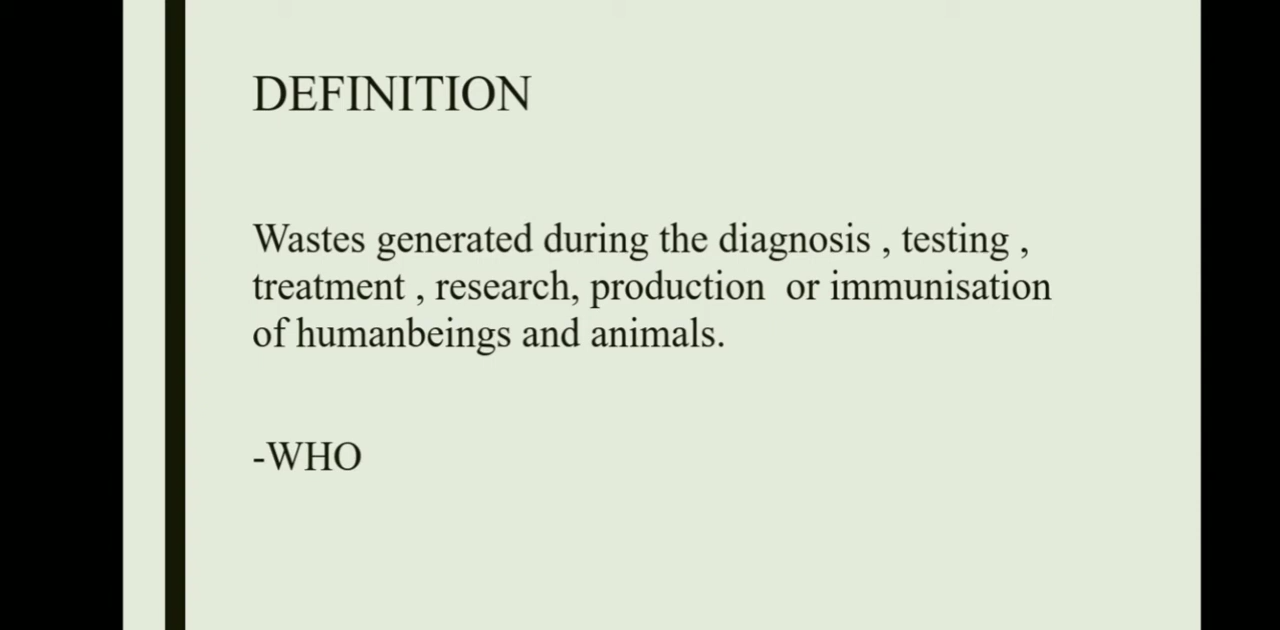 DEFINITION
Wastes generated during the diagnosis , testing ,
treatment , research, production  or immunisation
of humanbeings and animals.
-WHO